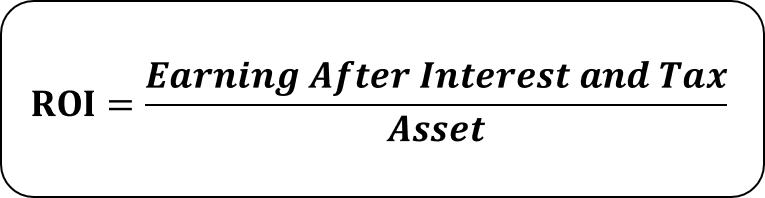 ROI = Earning After Interest and Tax
Asset